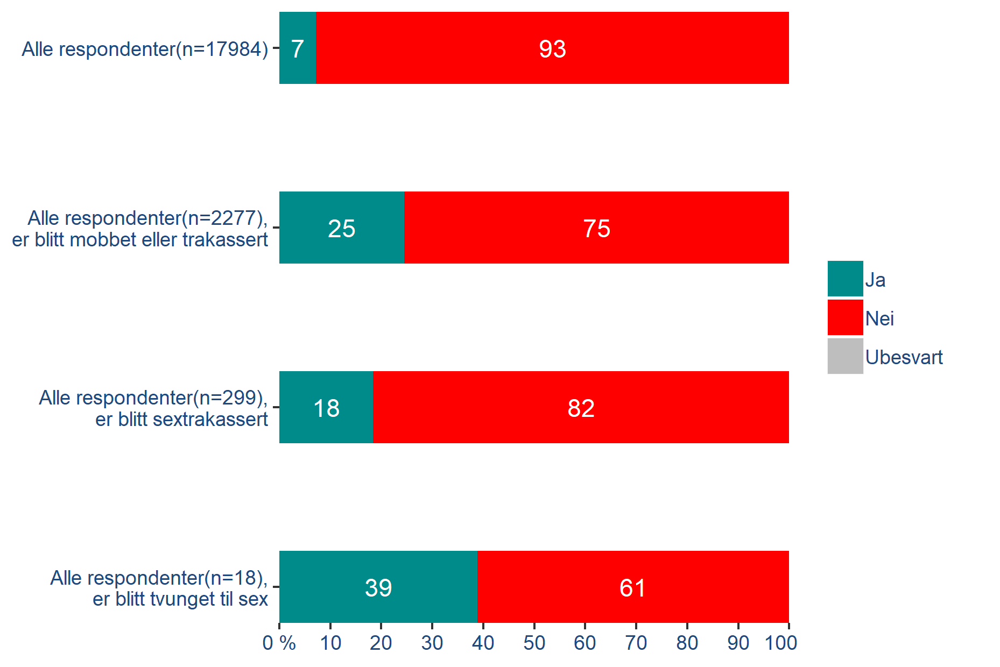 Alle respondenter(n=17984)
7
93
Alle respondenter(n=2277),
er blitt mobbet eller trakassert
25
75
Alle respondenter(n=299),
er blitt sextrakassert
18
82
Alle respondenter(n=18),
er blitt tvunget til sex
39
61
0 % 10 20 30 40 50 60 70 80 90 100
Ja
Nei
Ubesvart